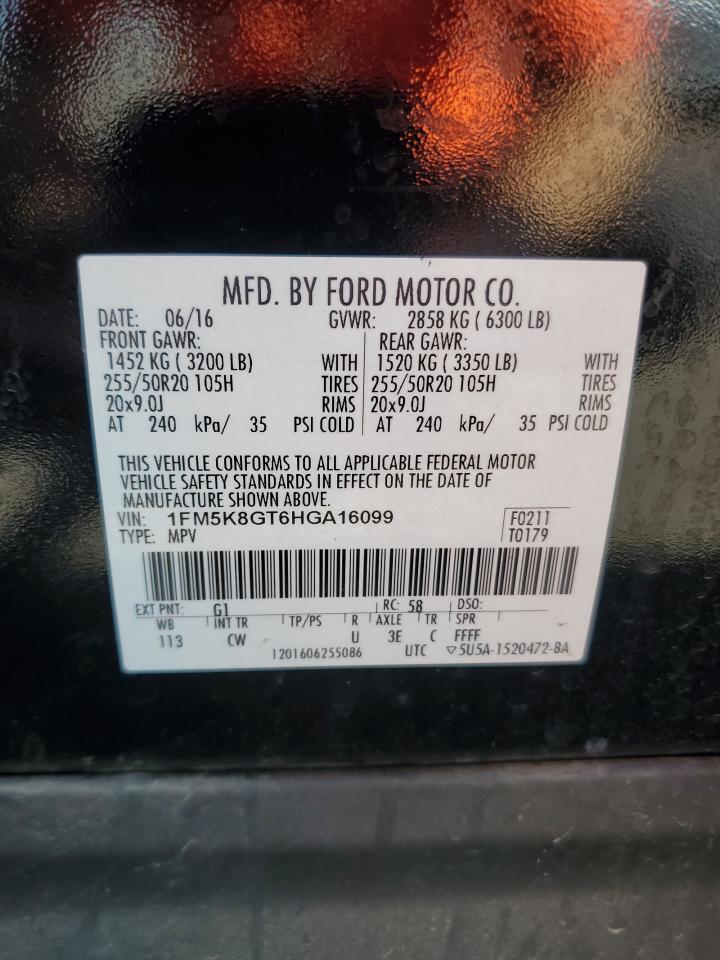 MFD. BY FORD MOTOR CO.
DATE: 06/16 GVWR: 2858 KG ( 6300 LB)
FRONT GAWR: REAR GAWR:
1452 KG ( 3200 LB) WITH 1520 KG ( 3350 LB) WITH
255/50R20 105H TIRES 255/50R20 105H TIRES
20x9.0J RIMS 20x9.0J RIMS
AT 240 kPa/ 35 PSI COLD AT 240 kPa/ 35 PSI COLD
THIS VEHICLE CONFORMS TO ALL APPLICABLE FEDERAL MOTOR
VEHICLE SAFETY STANDARDS IN EFFECT ON THE DATE OF
MANUFACTURE SHOWN ABOVE.
VIN: 1FM5K8GT6HGA16099 F0211
TYPE: MPV T0179
EXT PNT: G1 RC: 58 DSO:
WB INT TR TP/PS R AXLE TR SPR
113 CW U 3E C FFFF
1201606255086 UTC ▽5U5A-1520472-BA